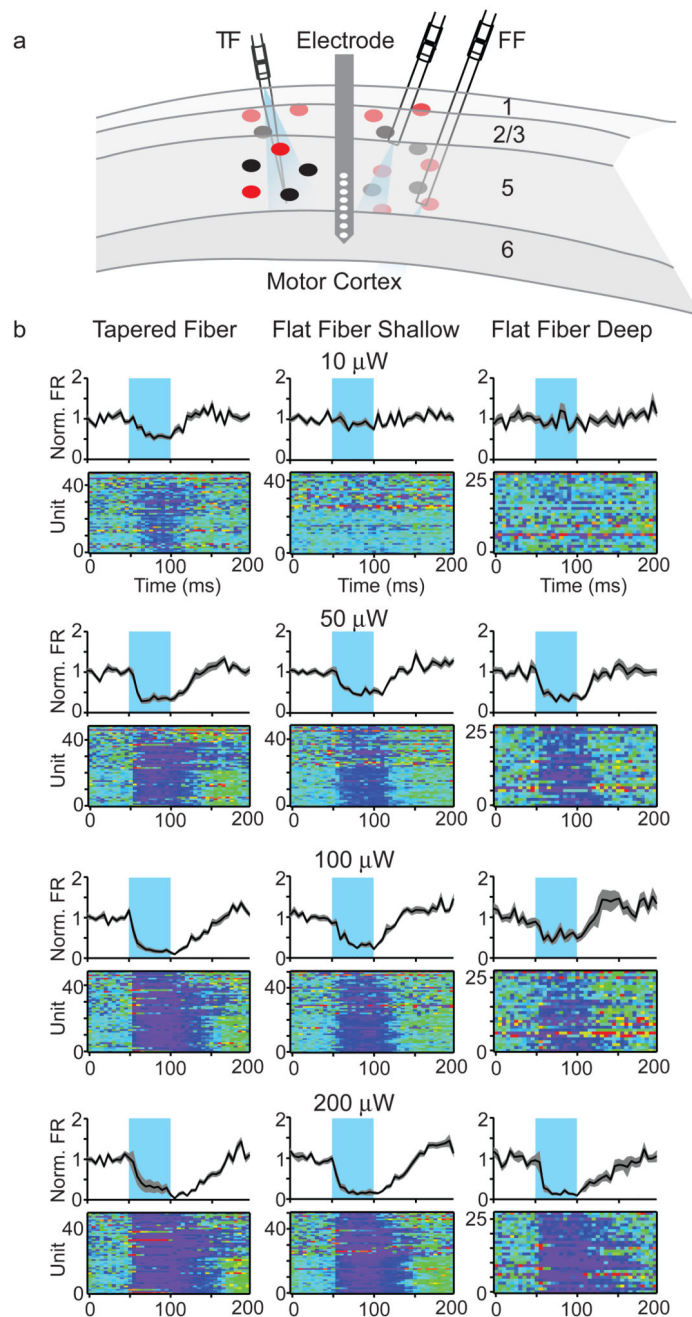 a
TF Electrode FF
1
2/3
5
6
Motor Cortex
b
Tapered Fiber Flat Fiber Shallow Flat Fiber Deep
10 μW
Norm. FR 2 1 0 2 1 0 2 1 0
Unit 40 0 40 0 25 0
0 100 200 0 100 200 0 100 200
Time (ms) Time (ms) Time (ms)
50 μW
Norm. FR 2 1 0 2 1 0 2 1 0
Unit 40 0 40 0 25 0
0 100 200 0 100 200 0 100 200
100 μW
Norm. FR 2 1 0 2 1 0 2 1 0
Unit 40 0 40 0 25 0
0 100 200 0 100 200 0 100 200
200 μW
Norm. FR 2 1 0 2 1 0 2 1 0
Unit 40 0 40 0 25 0
0 100 200 0 100 200 0 100 200